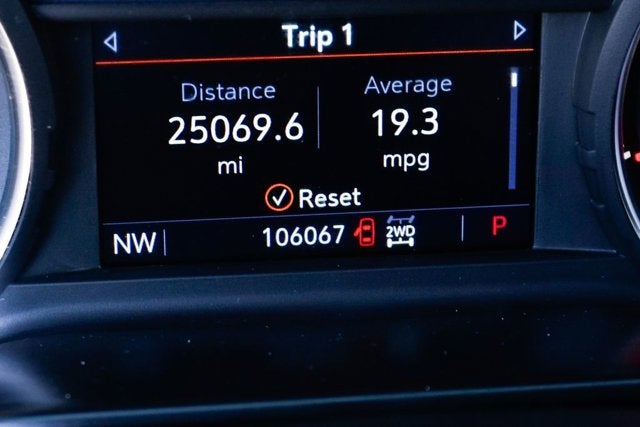 Trip 1
Distance Average
25069.6 19.3
mi mpg
Reset
NW 106067 2WD P